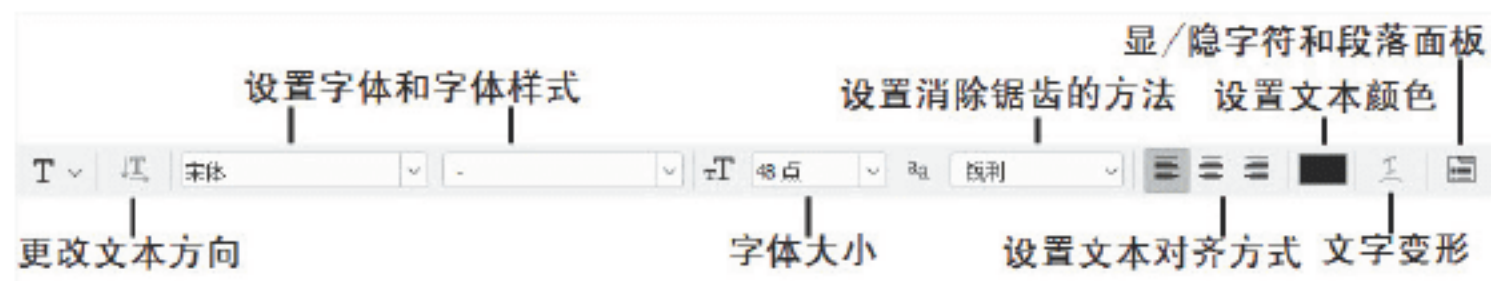 显/隐字符和段落面板
设置字体和字体样式
设置消除锯齿的方法
设置文本颜色
T
宋体
-
48 点
锐利
更改文本方向
字体大小
设置文本对齐方式
文字变形